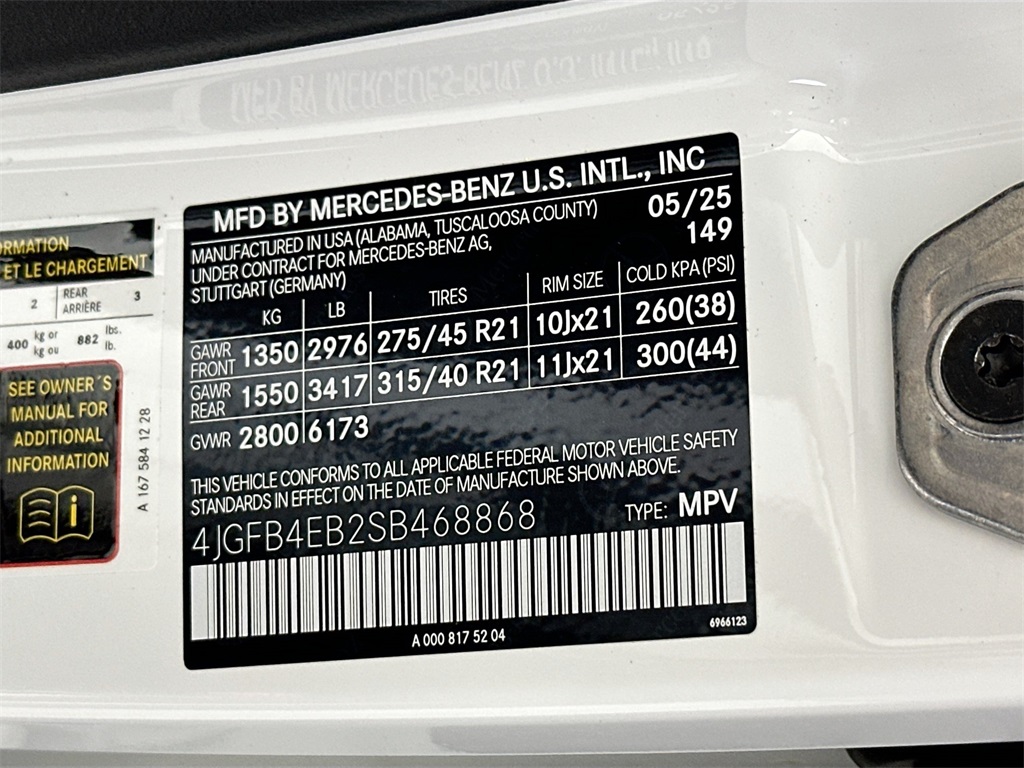 MFD BY MERCEDES-BENZ U.S. INTL., INC
MANUFACTURED IN USA (ALABAMA, TUSCALOOSA COUNTY) 05/25
UNDER CONTRACT FOR MERCEDES-BENZ AG, 149
STUTTGART (GERMANY)
KG LB TIRES RIM SIZE COLD KPA (PSI)
GAWR FRONT 1350 2976 275/45 R21 10Jx21 260(38)
GAWR REAR 1550 3417 315/40 R21 11Jx21 300(44)
GVWR 2800 6173
THIS VEHICLE CONFORMS TO ALL APPLICABLE FEDERAL MOTOR VEHICLE SAFETY
STANDARDS IN EFFECT ON THE DATE OF MANUFACTURE SHOWN ABOVE.
4JGFB4EB2SB468868 TYPE: MPV
A 000 817 52 04
6966123
ET LE CHARGEMENT
2 REAR ARRIÈRE 3
400 kg or kg ou 882 lbs. lb.
SEE OWNER´S
MANUAL FOR
ADDITIONAL
INFORMATION
i
A 167 584 12 28